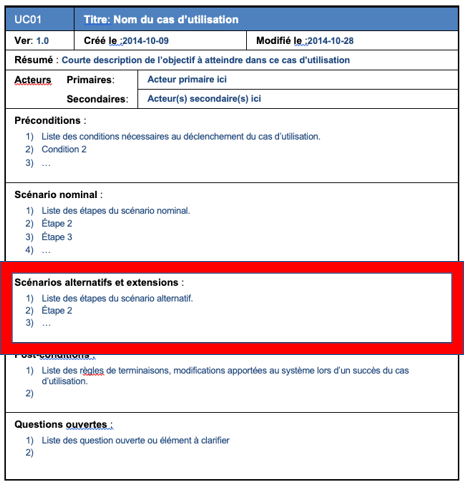 UC01 Titre: Nom du cas d'utilisation
Ver: 1.0 Créé le :2014-10-09 Modifié le :2014-10-28
Résumé : Courte description de l'objectif à atteindre dans ce cas d'utilisation
Acteurs Primaires: Acteur primaire ici
Secondaires: Acteur(s) secondaire(s) ici
Préconditions :
1) Liste des conditions nécessaires au déclenchement du cas d'utilisation.
2) Condition 2
3) ...
Scénario nominal :
1) Liste des étapes du scénario nominal.
2) Étape 2
3) Étape 3
4) ...
Scénarios alternatifs et extensions :
1) Liste des étapes du scénario alternatif.
2) Étape 2
3) ...
Post-conditions :
1) Liste des règles de terminaisons, modifications apportées au système lors d'un succès du cas
d'utilisation.
2)
Questions ouvertes :
1) Liste des question ouverte ou élément à clarifier
2)